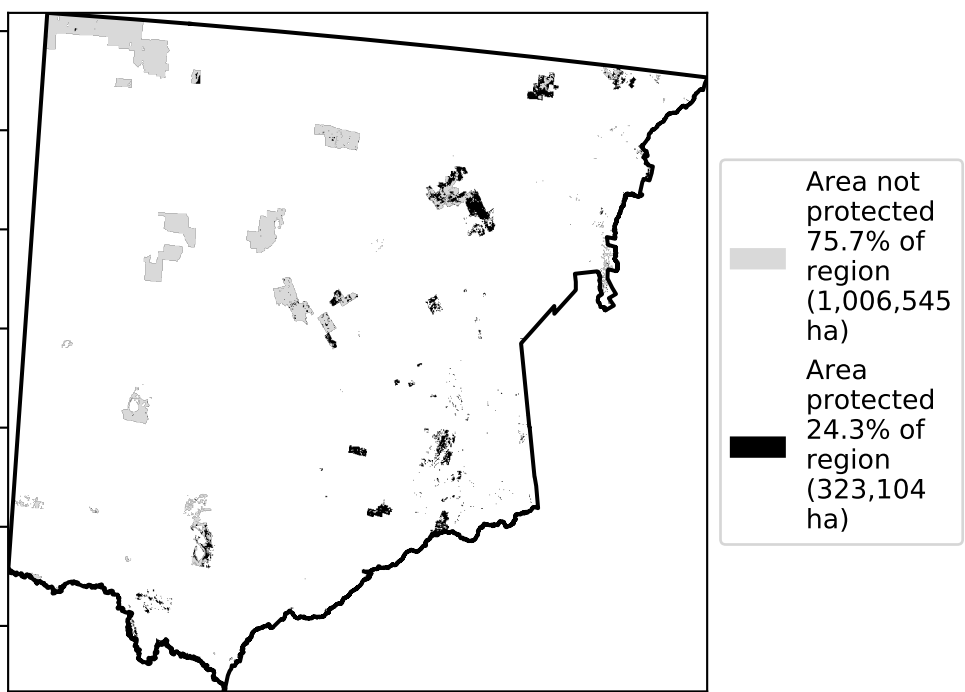 Area not
protected
75.7% of
region
(1,006,545
ha)
Area
protected
24.3% of
region
(323,104
ha)